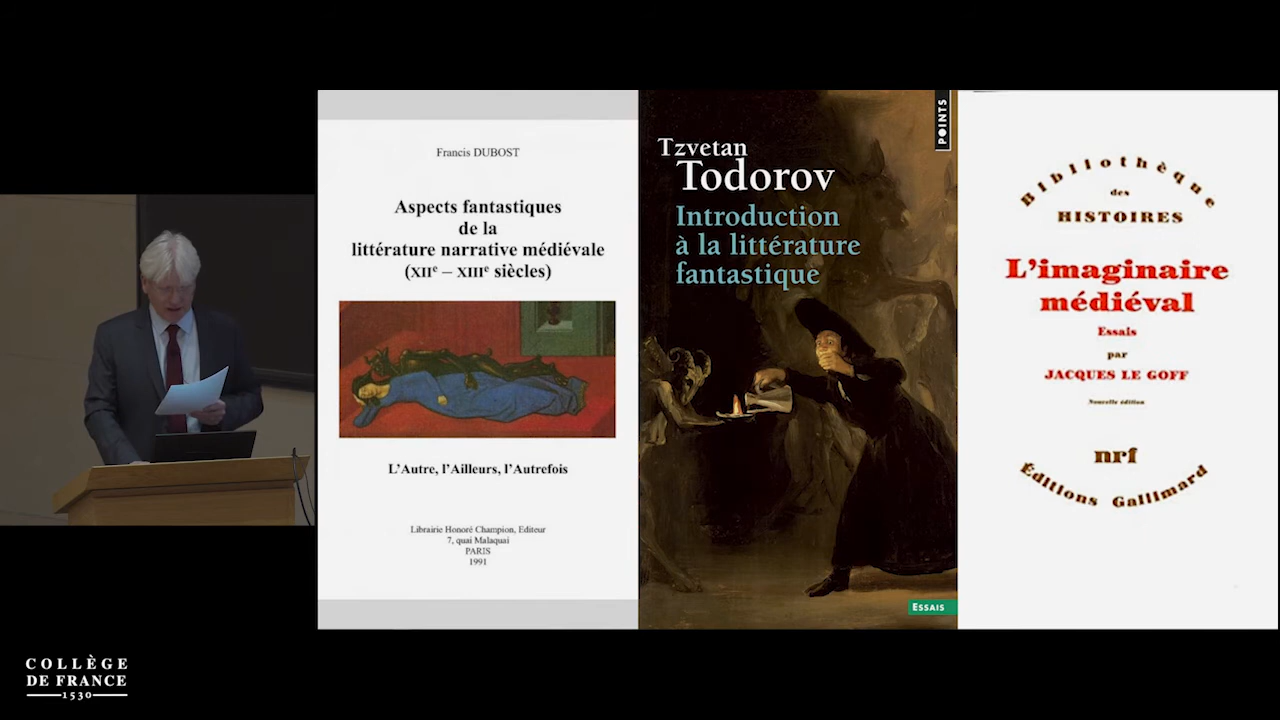 Francis DUBOST
Aspects fantastiques
de la
littérature narrative médiévale
(XIIe – XIIIe siècles)
L'Autre, l'Ailleurs, l'Autrefois
Librairie Honoré Champion, Editeur
7, quai Malaquai
PARIS
1991
POINTS
Tzvetan
Todorov
Introduction
à la littérature
fantastique
ESSAIS
Bibliothèque
des
HISTOIRES
L'imaginaire
médiéval
Essais
par
JACQUES LE GOFF
Nouvelle édition
nrf
Éditions Gallimard
COLLÈGE
DE FRANCE
1530